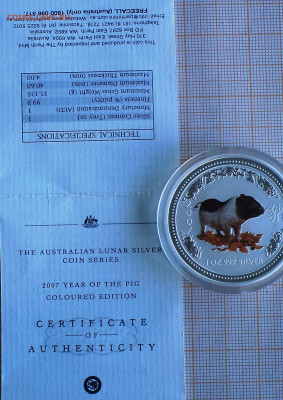 TECHNICAL SPECIFICATIONS
Silver Content (Troy oz) 1
Monetary Denomination (AUD) 1
Fineness (% purity) 99.9
Minimum Gross Weight (g) 31.135
Maximum Diameter (mm) 40.60
Maximum Thickness (mm) 4.00
This coin was produced and inspected by The Perth Mint
310 Hay Street, East Perth, WA 6004, Australia.
PO Box 6297, East Perth, WA 6892, Australia.
FREECALL (Australia only) 1800 098 817.
THE AUSTRALIAN LUNAR SILVER
COIN SERIES
2007 YEAR OF THE PIG
COLOURED EDITION
CERTIFICATE
OF
AUTHENTICITY
1 OZ 999 SILVER